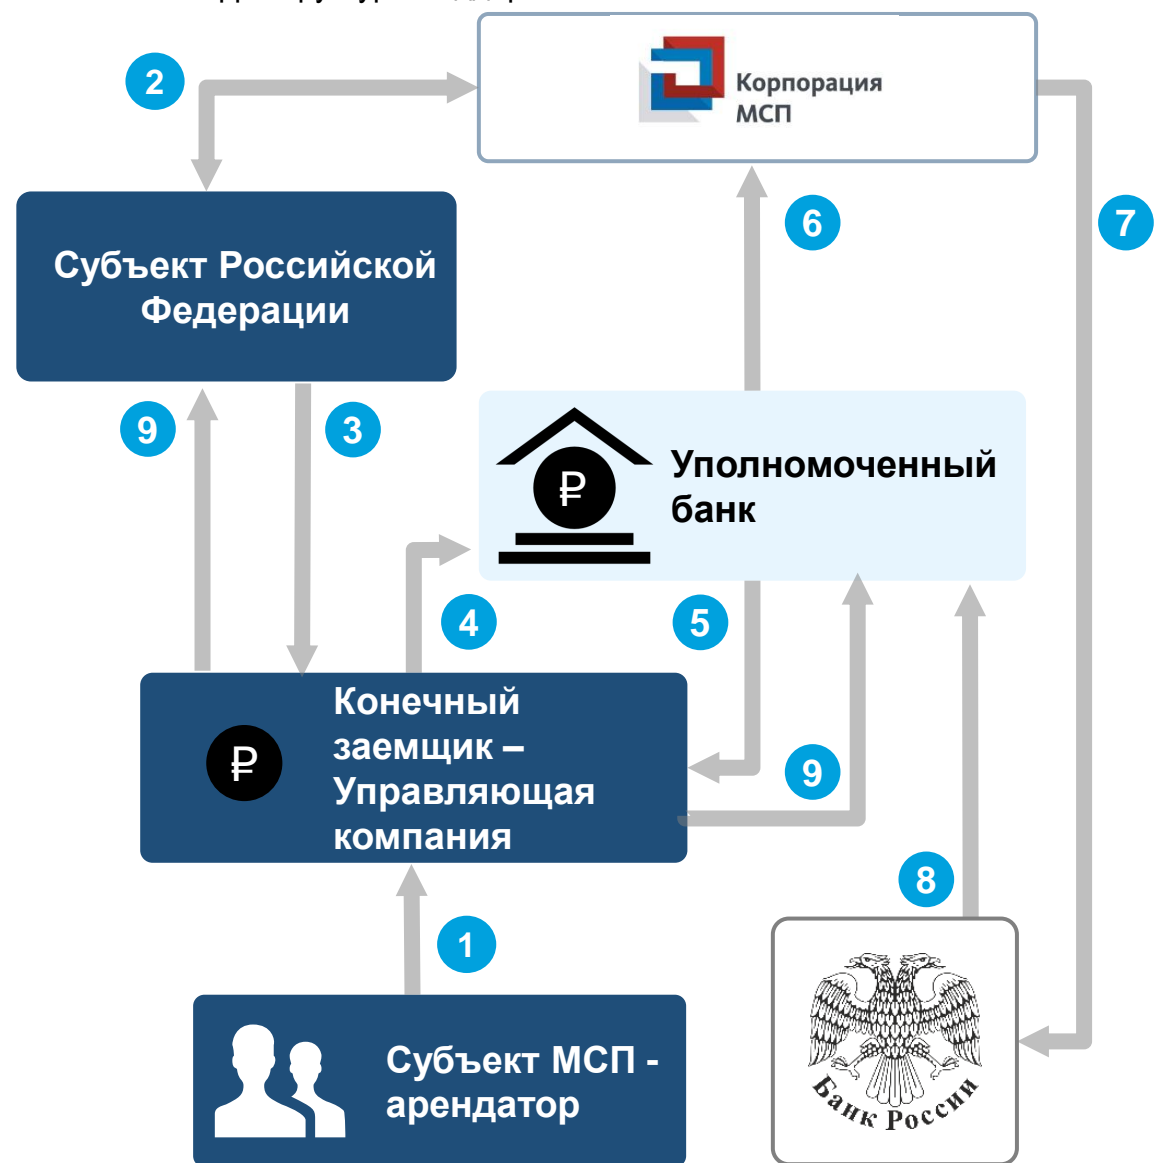 2
Корпорация
МСП
6
7
Субъект Российской
Федерации
9
3
₽
Уполномоченный
банк
4
5
₽
Конечный
заемщик –
Управляющая
компания
9
8
1
Субъект МСП -
арендатор
Банк России